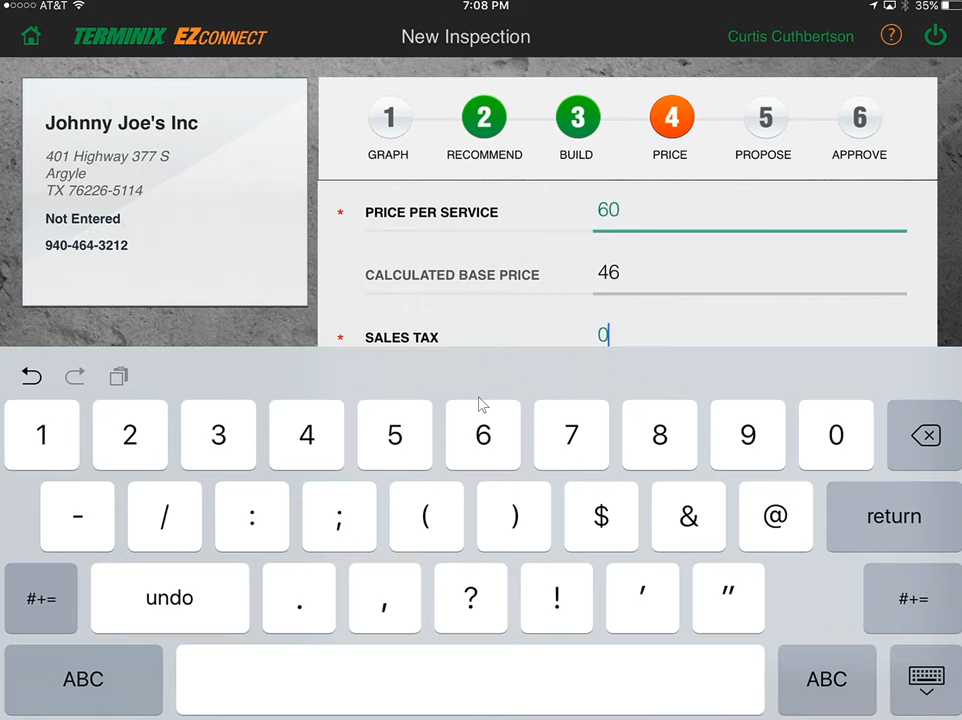 AT&T 7:08 PM 35%
TERMINIX EZCONNECT New Inspection Curtis Cuthbertson ?
Johnny Joe's Inc
401 Highway 377 S
Argyle
TX 76226-5114
Not Entered
940-464-3212
1 2 3 4 5 6
GRAPH RECOMMEND BUILD PRICE PROPOSE APPROVE
* PRICE PER SERVICE 60
CALCULATED BASE PRICE 46
* SALES TAX 0
1 2 3 4 5 6 7 8 9 0
- / : ; ( ) $ & @ return
#+= undo . , ? ! ' " #+=
ABC ABC